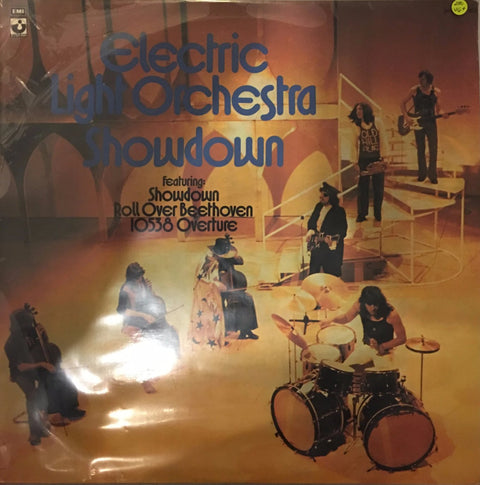 EMI
Electric
Light Orchestra
Showdown
Featuring:
Showdown
Roll Over Beethoven
10538 Overture